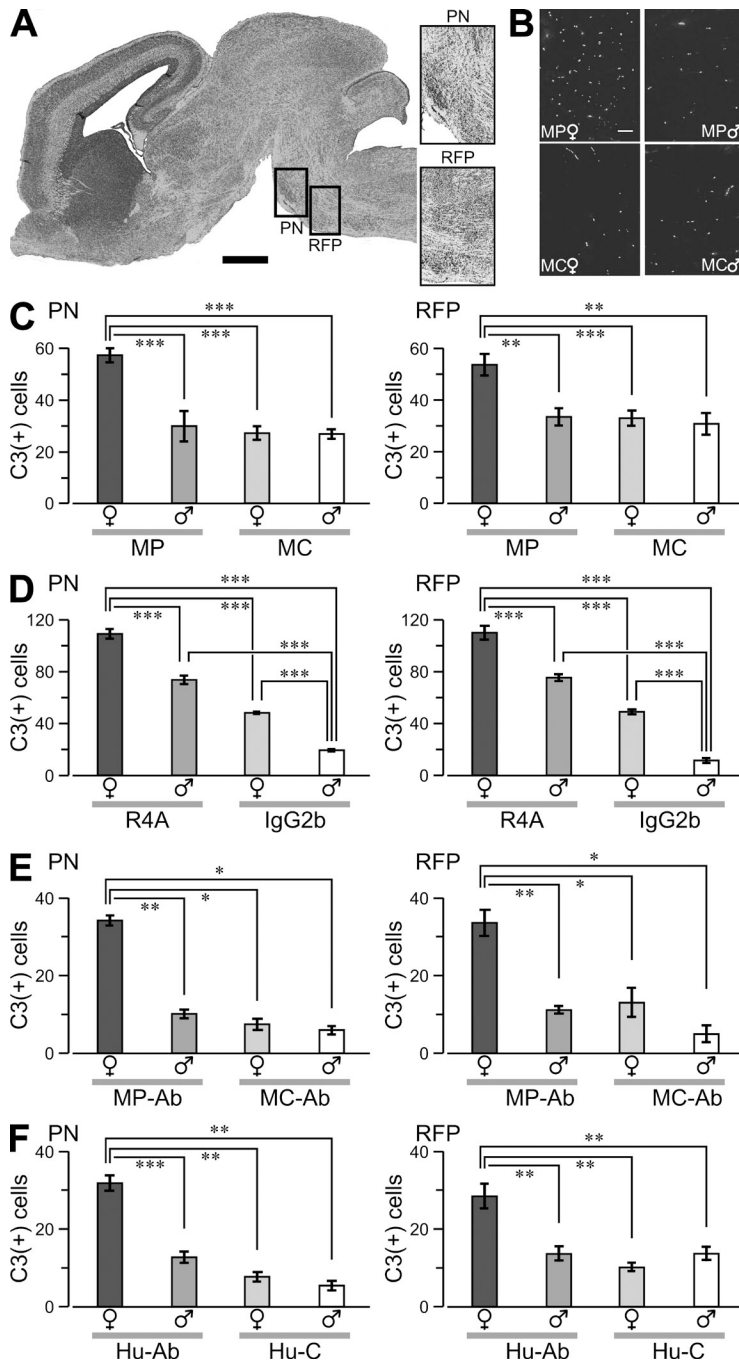 A
PN
RFP
PN
RFP
B
MP♀
MP♂
MC♀
MC♂
C
PN
***
***
***
C3(+) cells
60
40
20
0
♀ ♂ ♀ ♂
MP MC
RFP
**
**
***
C3(+) cells
60
40
20
0
♀ ♂ ♀ ♂
MP MC
D
PN
***
***
***
***
***
C3(+) cells
120
80
40
0
♀ ♂ ♀ ♂
R4A IgG2b
RFP
***
***
***
***
***
C3(+) cells
120
80
40
0
♀ ♂ ♀ ♂
R4A IgG2b
E
PN
*
**
*
C3(+) cells
40
20
0
♀ ♂ ♀ ♂
MP-Ab MC-Ab
RFP
*
**
*
C3(+) cells
40
20
0
♀ ♂ ♀ ♂
MP-Ab MC-Ab
F
PN
**
***
**
C3(+) cells
40
20
0
♀ ♂ ♀ ♂
Hu-Ab Hu-C
RFP
**
**
**
C3(+) cells
40
20
0
♀ ♂ ♀ ♂
Hu-Ab Hu-C